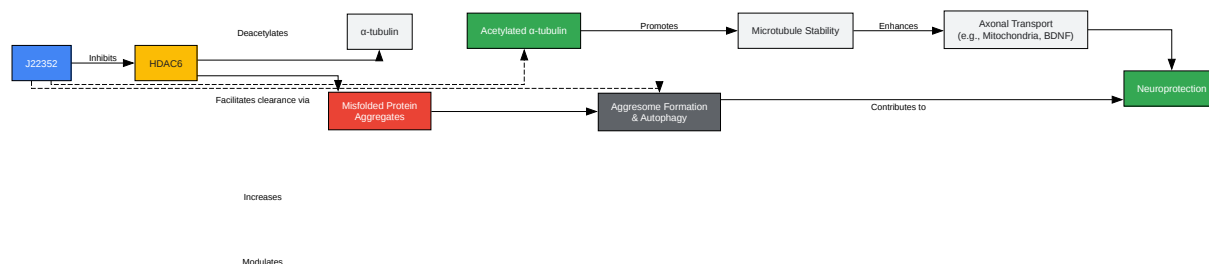 J22352
Inhibits
HDAC6
Deacetylates
α-tubulin
Acetylated α-tubulin
Promotes
Microtubule Stability
Enhances
Axonal Transport
(e.g., Mitochondria, BDNF)
Neuroprotection
Facilitates clearance via
Misfolded Protein
Aggregates
Aggresome Formation
& Autophagy
Contributes to
Increases
Modulates